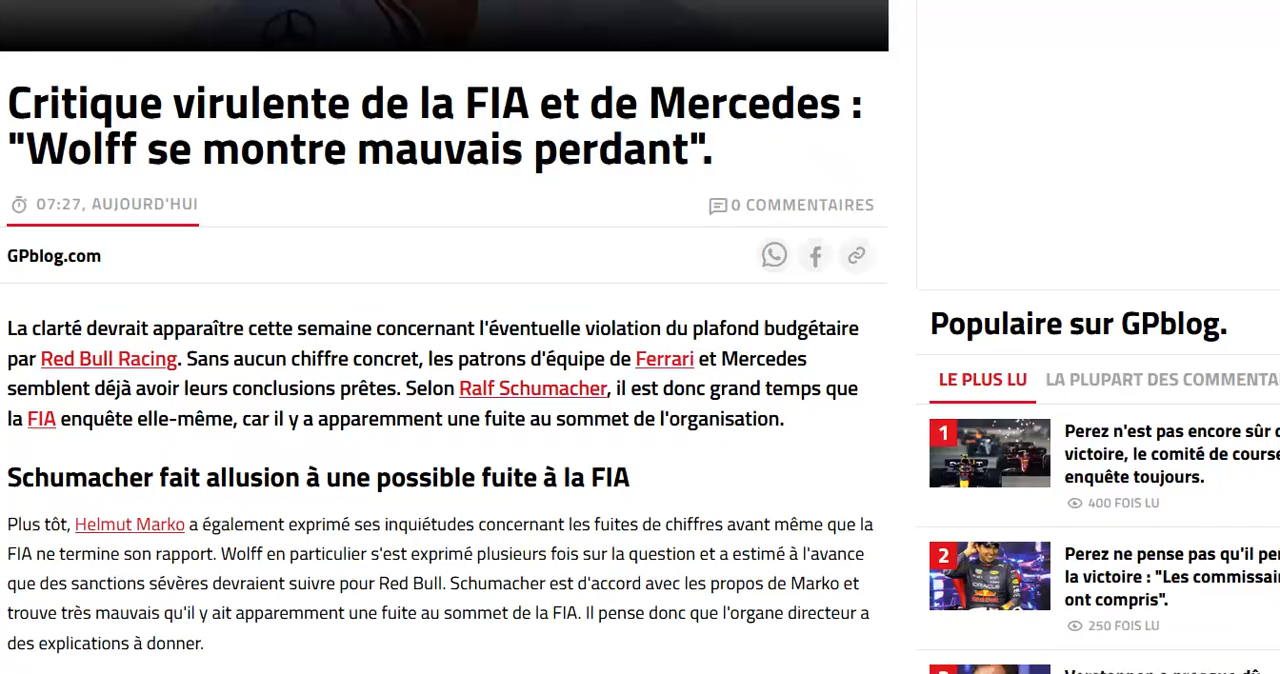 Critique virulente de la FIA et de Mercedes :
"Wolff se montre mauvais perdant".
07:27, AUJOURD'HUI
0 COMMENTAIRES
GPblog.com
La clarté devrait apparaître cette semaine concernant l'éventuelle violation du plafond budgétaire
par Red Bull Racing. Sans aucun chiffre concret, les patrons d'équipe de Ferrari et Mercedes
semblent déjà avoir leurs conclusions prêtes. Selon Ralf Schumacher, il est donc grand temps que
la FIA enquête elle-même, car il y a apparemment une fuite au sommet de l'organisation.
Schumacher fait allusion à une possible fuite à la FIA
Plus tôt, Helmut Marko a également exprimé ses inquiétudes concernant les fuites de chiffres avant même que la
FIA ne termine son rapport. Wolff en particulier s'est exprimé plusieurs fois sur la question et a estimé à l'avance
que des sanctions sévères devraient suivre pour Red Bull. Schumacher est d'accord avec les propos de Marko et
trouve très mauvais qu'il y ait apparemment une fuite au sommet de la FIA. Il pense donc que l'organe directeur a
des explications à donner.
Populaire sur GPblog.
LE PLUS LU
LA PLUPART DES COMMENTA
1
Perez n'est pas encore sûr
victoire, le comité de course
enquête toujours.
400 FOIS LU
2
Perez ne pense pas qu'il
la victoire : "Les
ont compris".
250 FOIS LU